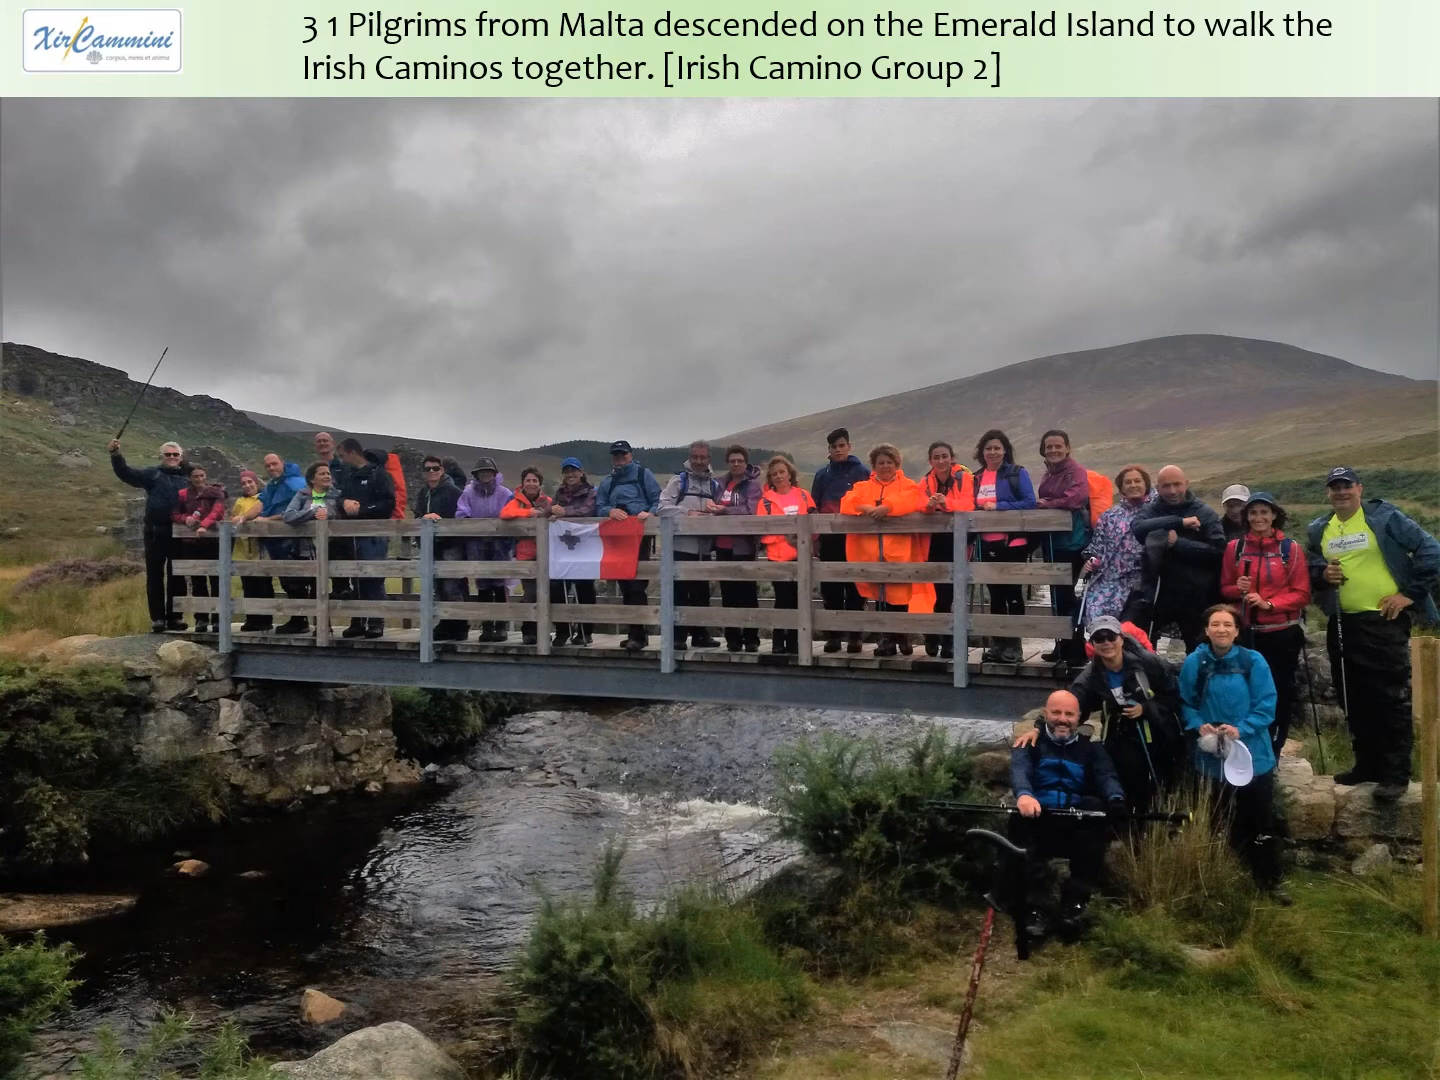 XirCammini
corpus, mens et anima
3 1 Pilgrims from Malta descended on the Emerald Island to walk the
Irish Caminos together. [Irish Camino Group 2]
XirCammini